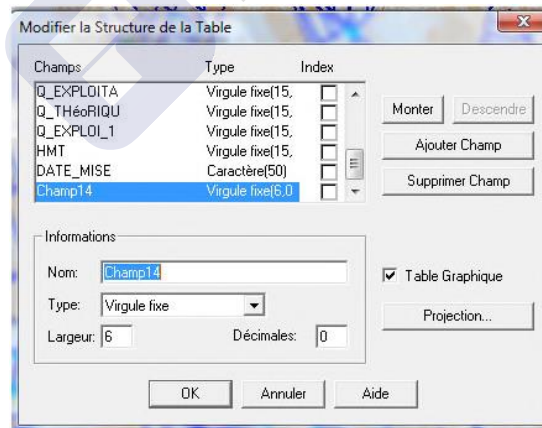 Modifier la Structure de la Table
Champs Type Index
Q_EXPLOITA Virgule fixe(15,
Q_THéoRIQU Virgule fixe(15,
Q_EXPLOI_1 Virgule fixe(15,
HMT Virgule fixe(15,
DATE_MISE Caractère(50)
Champ14 Virgule fixe(6,0
Monter Descendre
Ajouter Champ
Supprimer Champ
Informations
Nom: Champ14
Type: Virgule fixe
Largeur: 6 Décimales: 0
Table Graphique
Projection...
OK Annuler Aide